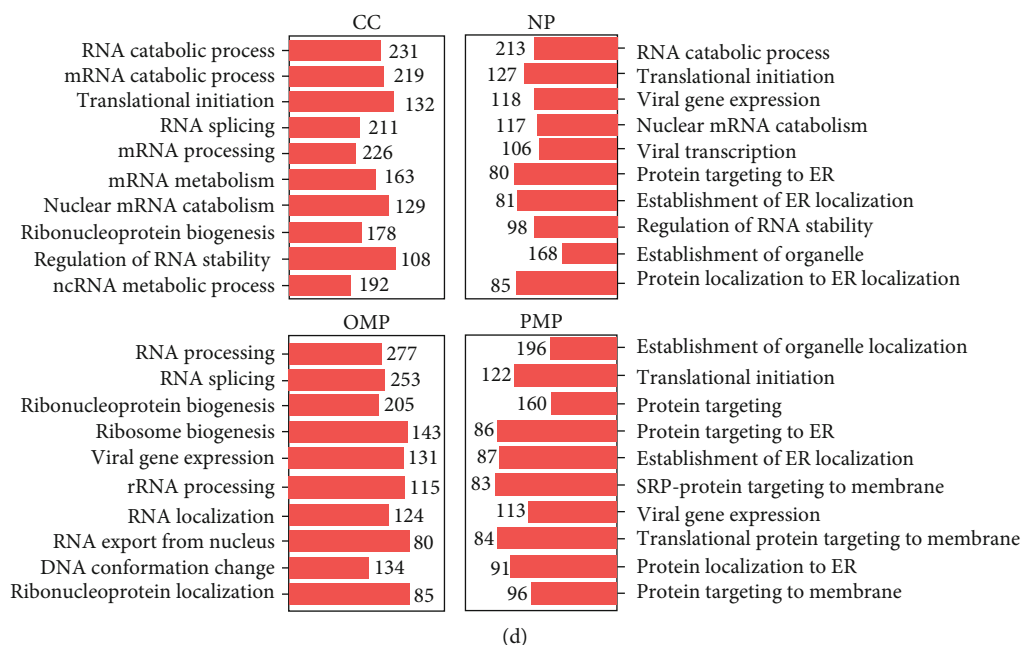 CC
RNA catabolic process 231
mRNA catabolic process 219
Translational initiation 132
RNA splicing 211
mRNA processing 226
mRNA metabolism 163
Nuclear mRNA catabolism 129
Ribonucleoprotein biogenesis 178
Regulation of RNA stability 108
ncRNA metabolic process 192
NP
213 RNA catabolic process
127 Translational initiation
118 Viral gene expression
117 Nuclear mRNA catabolism
106 Viral transcription
80 Protein targeting to ER
81 Establishment of ER localization
98 Regulation of RNA stability
168 Establishment of organelle
85 Protein localization to ER localization
OMP
RNA processing 277
RNA splicing 253
Ribonucleoprotein biogenesis 205
Ribosome biogenesis 143
Viral gene expression 131
rRNA processing 115
RNA localization 124
RNA export from nucleus 80
DNA conformation change 134
Ribonucleoprotein localization 85
PMP
196 Establishment of organelle localization
122 Translational initiation
160 Protein targeting
86 Protein targeting to ER
87 Establishment of ER localization
83 SRP-protein targeting to membrane
113 Viral gene expression
84 Translational protein targeting to membrane
91 Protein localization to ER
96 Protein targeting to membrane
(d)